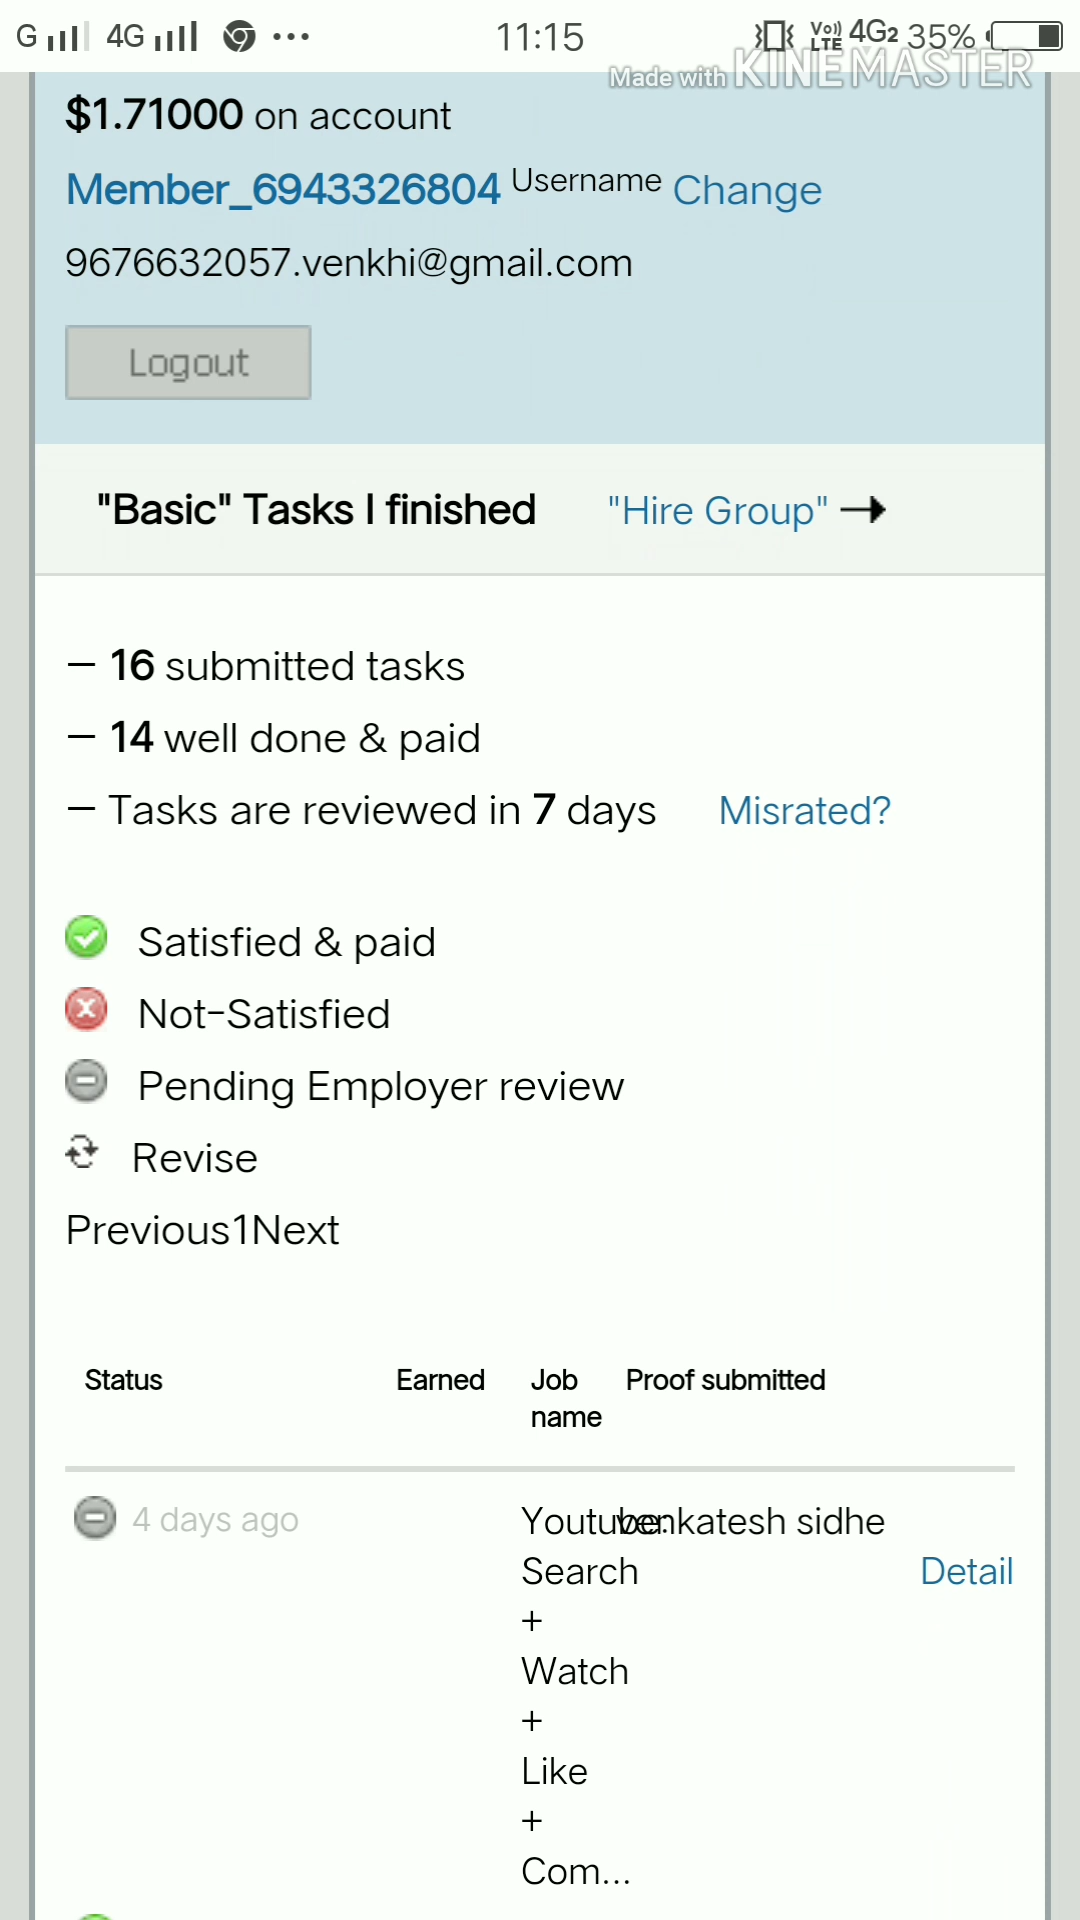 G 4G 11:15 Vo)) LTE 4G2 35%
Made with KINEMASTER
$1.71000 on account
Member_6943326804 Username Change
9676632057.venkhi@gmail.com
Logout
"Basic" Tasks I finished "Hire Group"
– 16 submitted tasks
– 14 well done & paid
– Tasks are reviewed in 7 days Misrated?
Satisfied & paid
Not-Satisfied
Pending Employer review
Revise
Previous1Next
Status Earned Job name Proof submitted
4 days ago Youtube: venkatesh sidhe
Search Detail
+
Watch
+
Like
+
Com...